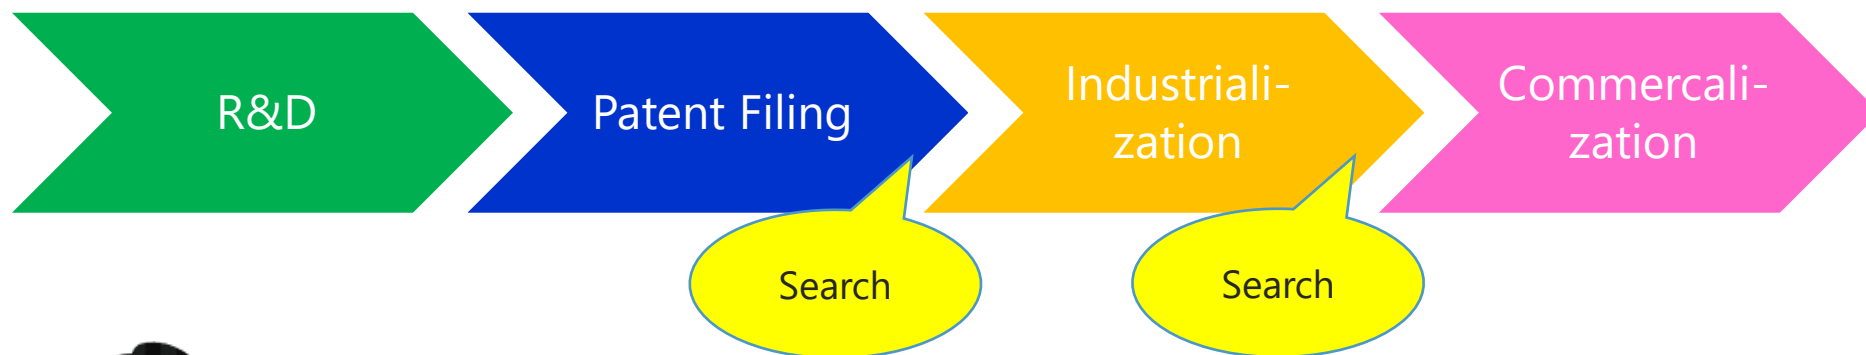 R&D
Patent Filing
Industriali-
zation
Commercali-
zation
Search
Search